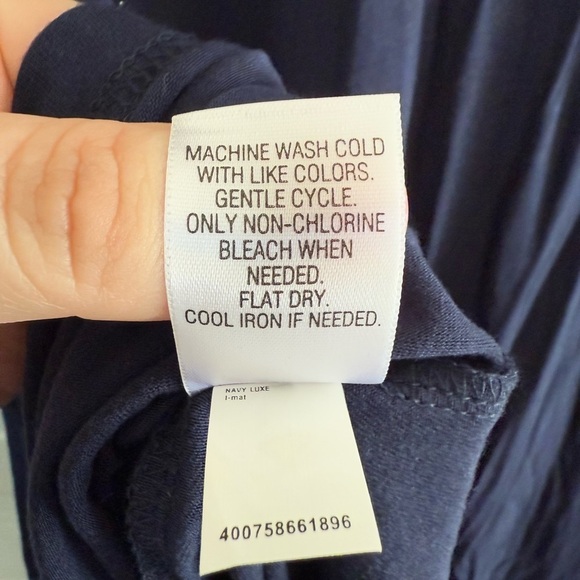 MACHINE WASH COLD
WITH LIKE COLORS.
GENTLE CYCLE.
ONLY NON-CHLORINE
BLEACH WHEN
NEEDED.
FLAT DRY.
COOL IRON IF NEEDED.
NAVY LUXE
I-mat
400758661896